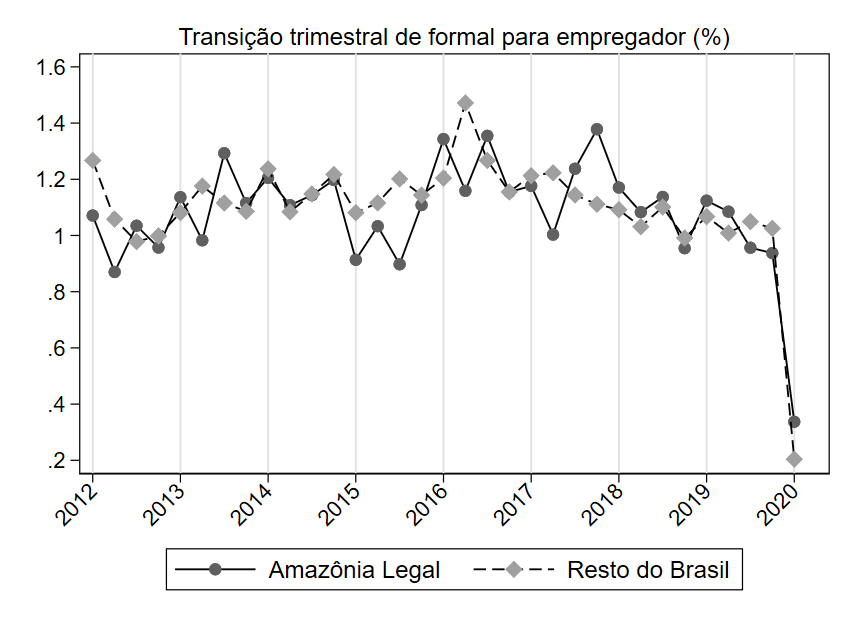 Transição trimestral de formal para empregador (%)
1.6
1.4
1.2
1
.8
.6
.4
.2
2012 2013 2014 2015 2016 2017 2018 2019 2020
Amazônia Legal Resto do Brasil